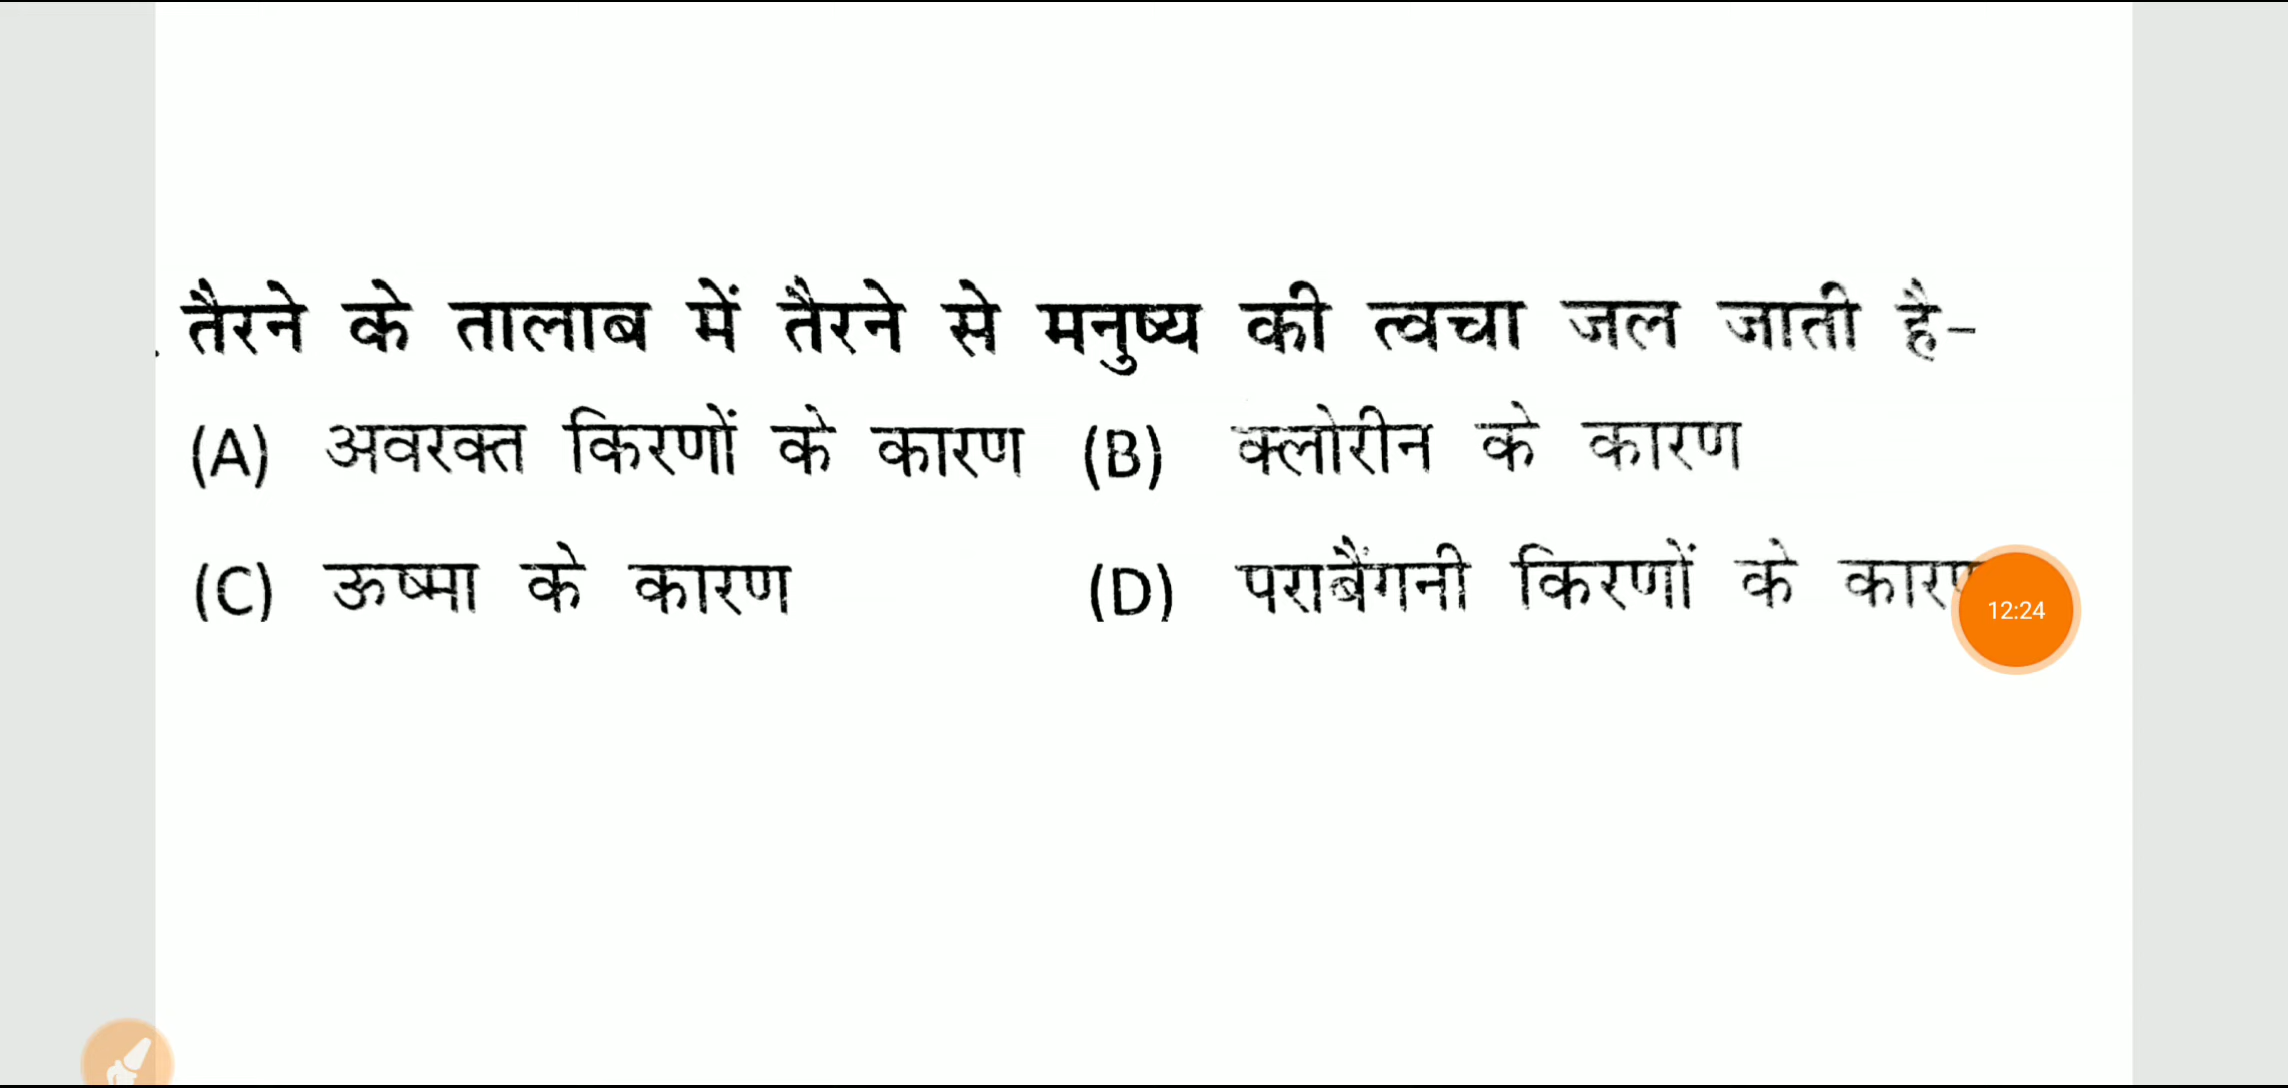 तैरने के तालाब में तैरने से मनुष्य की त्वचा जल जाती है-
(A) अवरक्त किरणों के कारण (B) क्लोरीन के कारण
(C) ऊष्मा के कारण (D) पराबैंगनी किरणों के
12:24